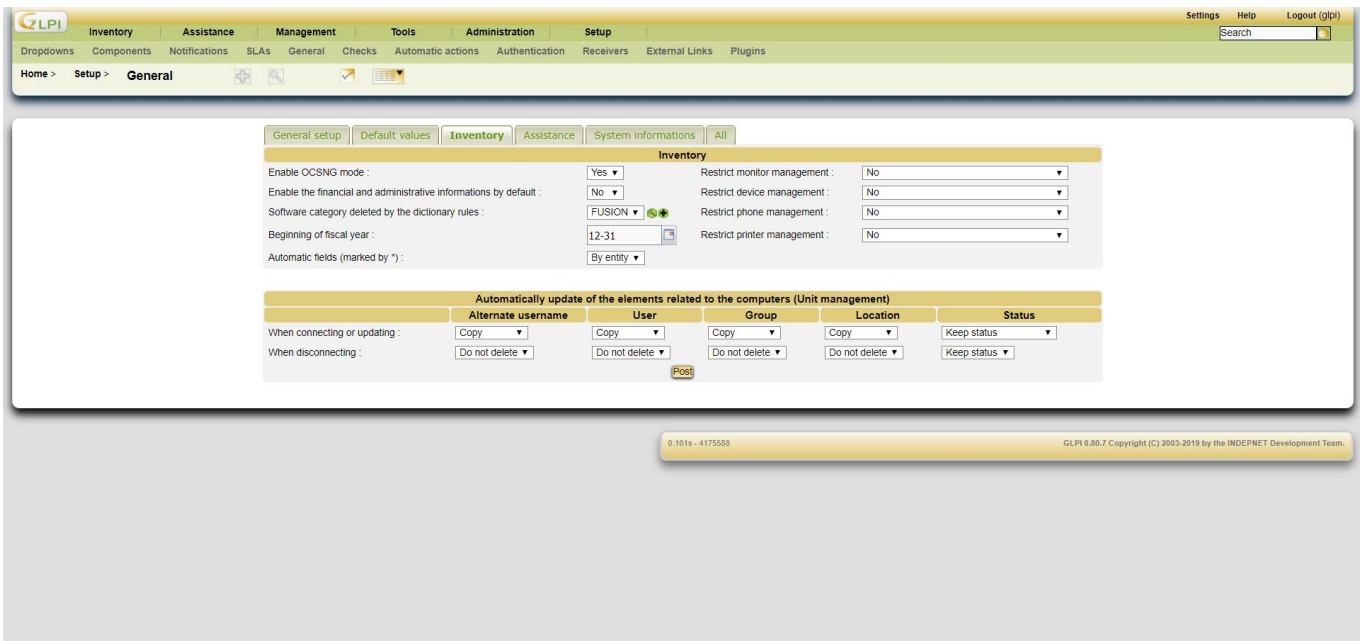 GLPI
Settings Help Logout (glpi)
Inventory Assistance Management Tools Administration Setup
Search
Dropdowns Components Notifications SLAs General Checks Automatic actions Authentication Receivers External Links Plugins
Home > Setup > General
General setup Default values Inventory Assistance System informations All
Inventory
Enable OCSNG mode : Yes Restrict monitor management : No
Enable the financial and administrative informations by default : No Restrict device management : No
Software category deleted by the dictionary rules : FUSION Restrict phone management : No
Beginning of fiscal year : 12-31 Restrict printer management : No
Automatic fields (marked by *) : By entity
Automatically update of the elements related to the computers (Unit management)
Alternate username User Group Location Status
When connecting or updating : Copy Copy Copy Copy Keep status
When disconnecting : Do not delete Do not delete Do not delete Do not delete Keep status
Post
0.101s - 4175588
GLPI 0.80.7 Copyright (C) 2003-2019 by the INDEPNET Development Team.